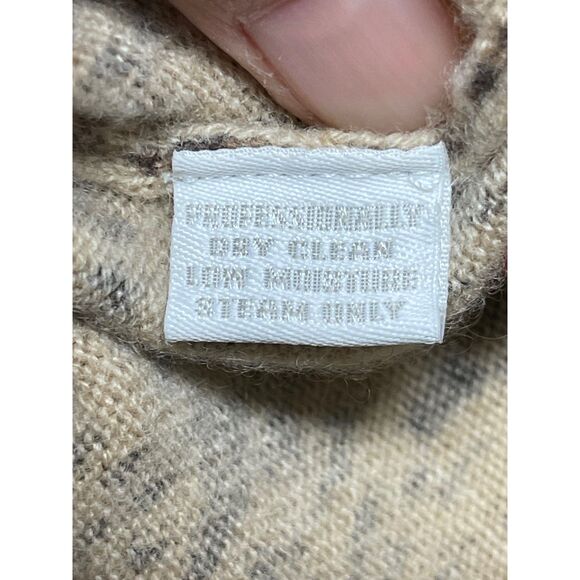 PROFESSIONALLY
DRY CLEAN
LOW MOISTURE
STEAM ONLY